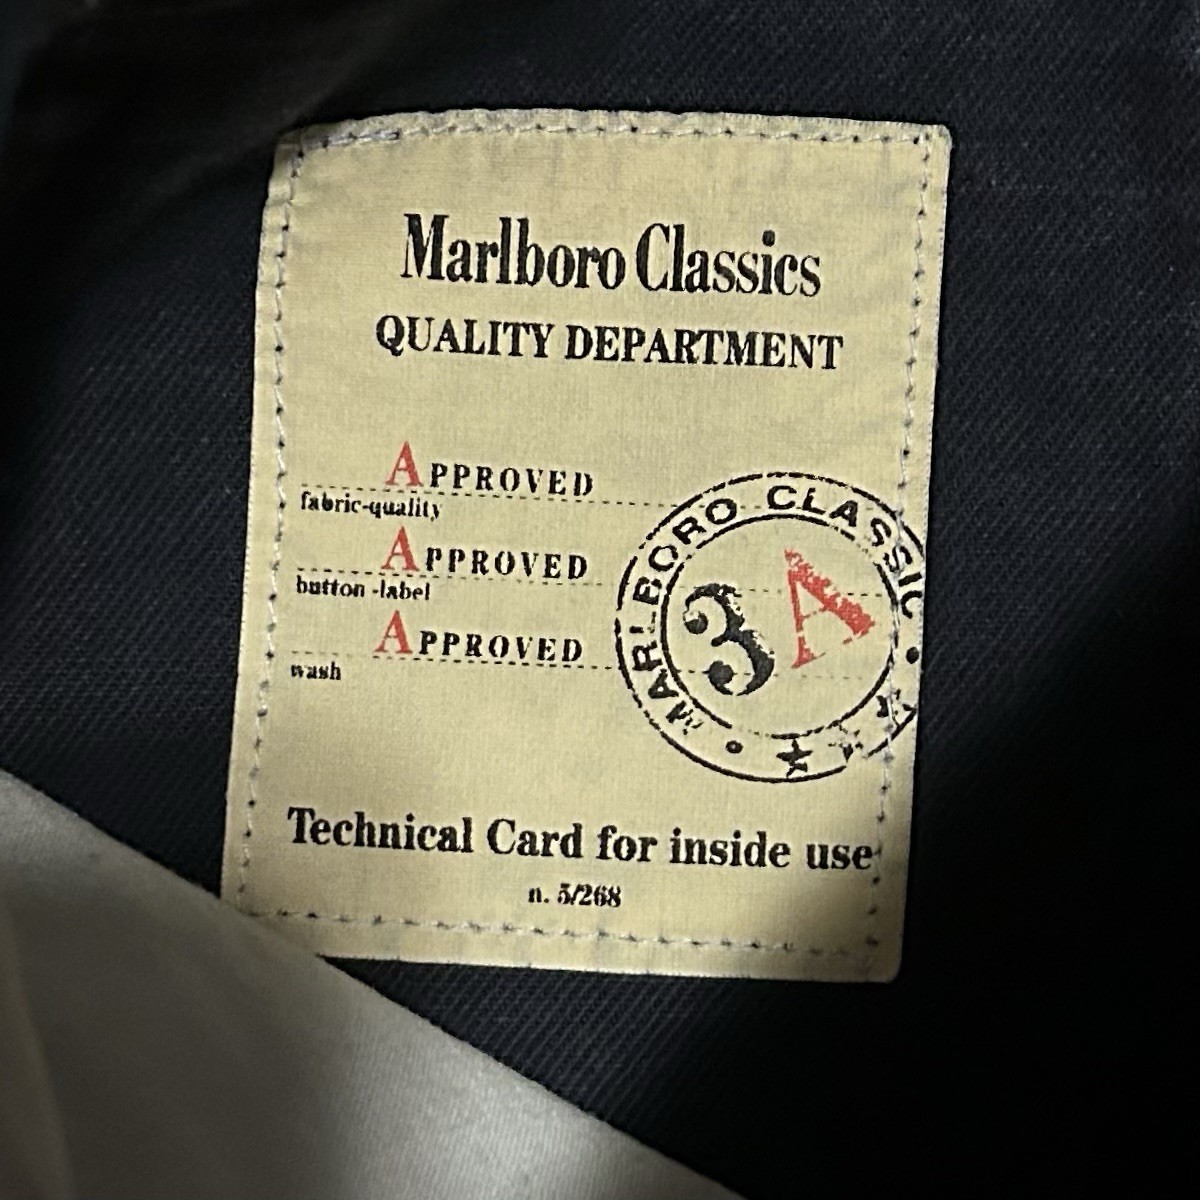 Marlboro Classics
QUALITY DEPARTMENT
APPROVED
fabric-quality
APPROVED
button -label
APPROVED
wash
MARLBORO CLASSIC
3 A
Technical Card for inside use
n. 5/268